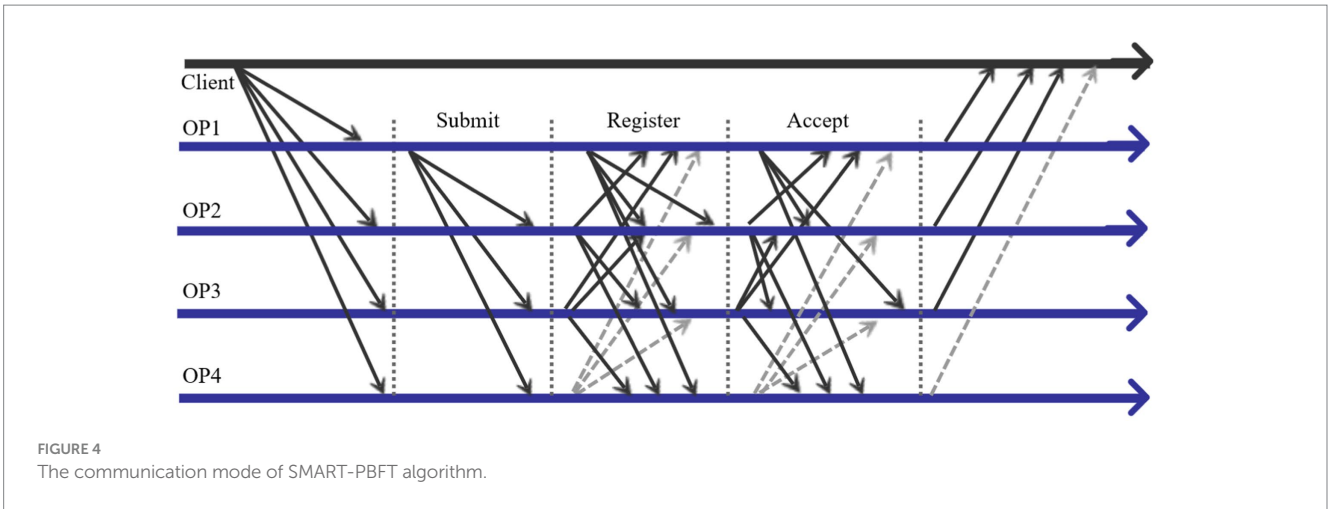 Client
OP1
Submit
Register
Accept
OP2
OP3
OP4
FIGURE 4
The communication mode of SMART-PBFT algorithm.